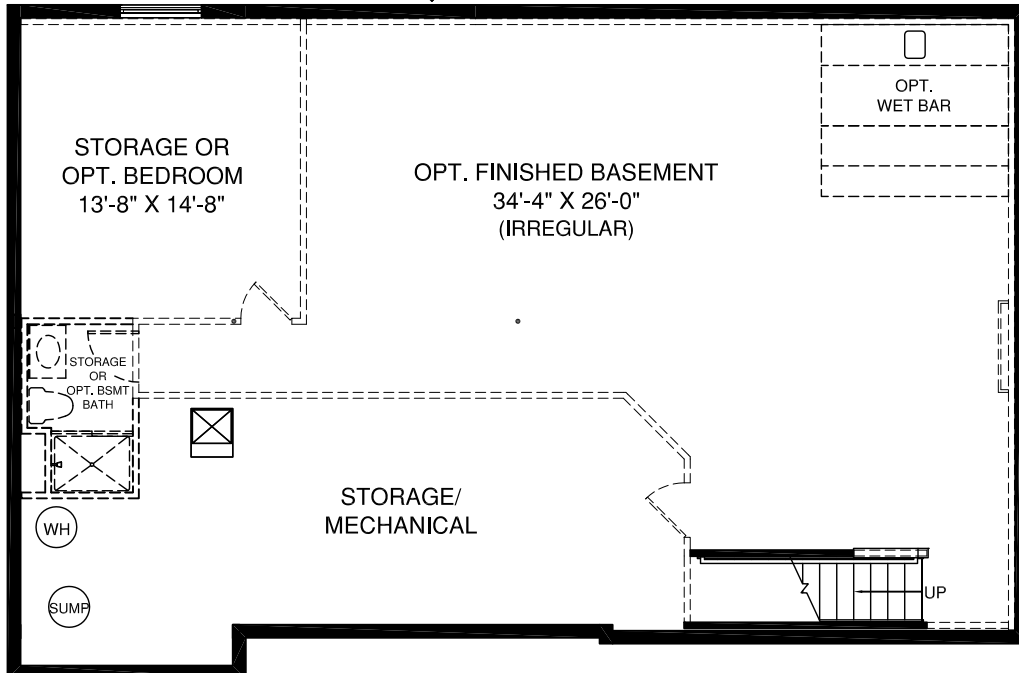 STORAGE OR
OPT. BEDROOM
13'-8" X 14'-8"
OPT. FINISHED BASEMENT
34'-4" X 26'-0"
(IRREGULAR)
OPT.
WET BAR
STORAGE
OR
OPT. BSMT
BATH
STORAGE/
MECHANICAL
WH
SUMP
UP